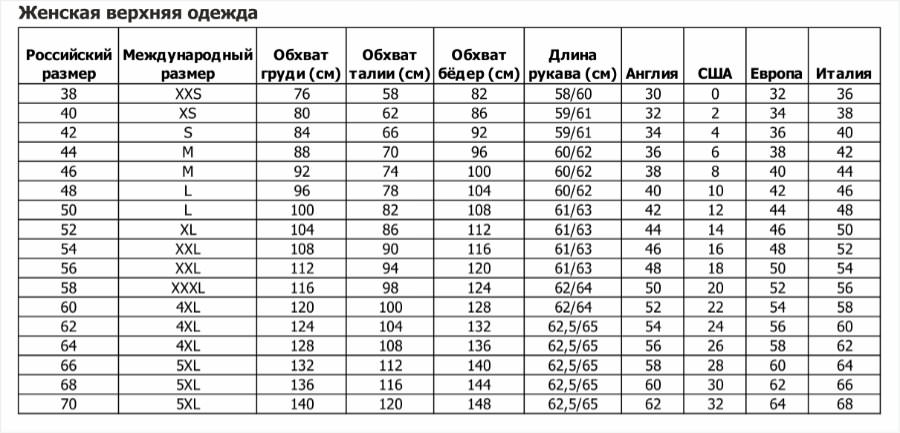 Женская верхняя одежда
Российский размер Международный размер Обхват груди (см) Обхват талии (см) Обхват бёдер (см) Длина рукава (см) Англия США Европа Италия
38 XXS 76 58 82 58/60 30 0 32 36
40 XS 80 62 86 59/61 32 2 34 38
42 S 84 66 92 59/61 34 4 36 40
44 M 88 70 96 60/62 36 6 38 42
46 M 92 74 100 60/62 38 8 40 44
48 L 96 78 104 60/62 40 10 42 46
50 L 100 82 108 61/63 42 12 44 48
52 XL 104 86 112 61/63 44 14 46 50
54 XXL 108 90 116 61/63 46 16 48 52
56 XXL 112 94 120 61/63 48 18 50 54
58 XXXL 116 98 124 62/64 50 20 52 56
60 4XL 120 100 128 62/64 52 22 54 58
62 4XL 124 104 132 62,5/65 54 24 56 60
64 4XL 128 108 136 62,5/65 56 26 58 62
66 5XL 132 112 140 62,5/65 58 28 60 64
68 5XL 136 116 144 62,5/65 60 30 62 66
70 5XL 140 120 148 62,5/65 62 32 64 68